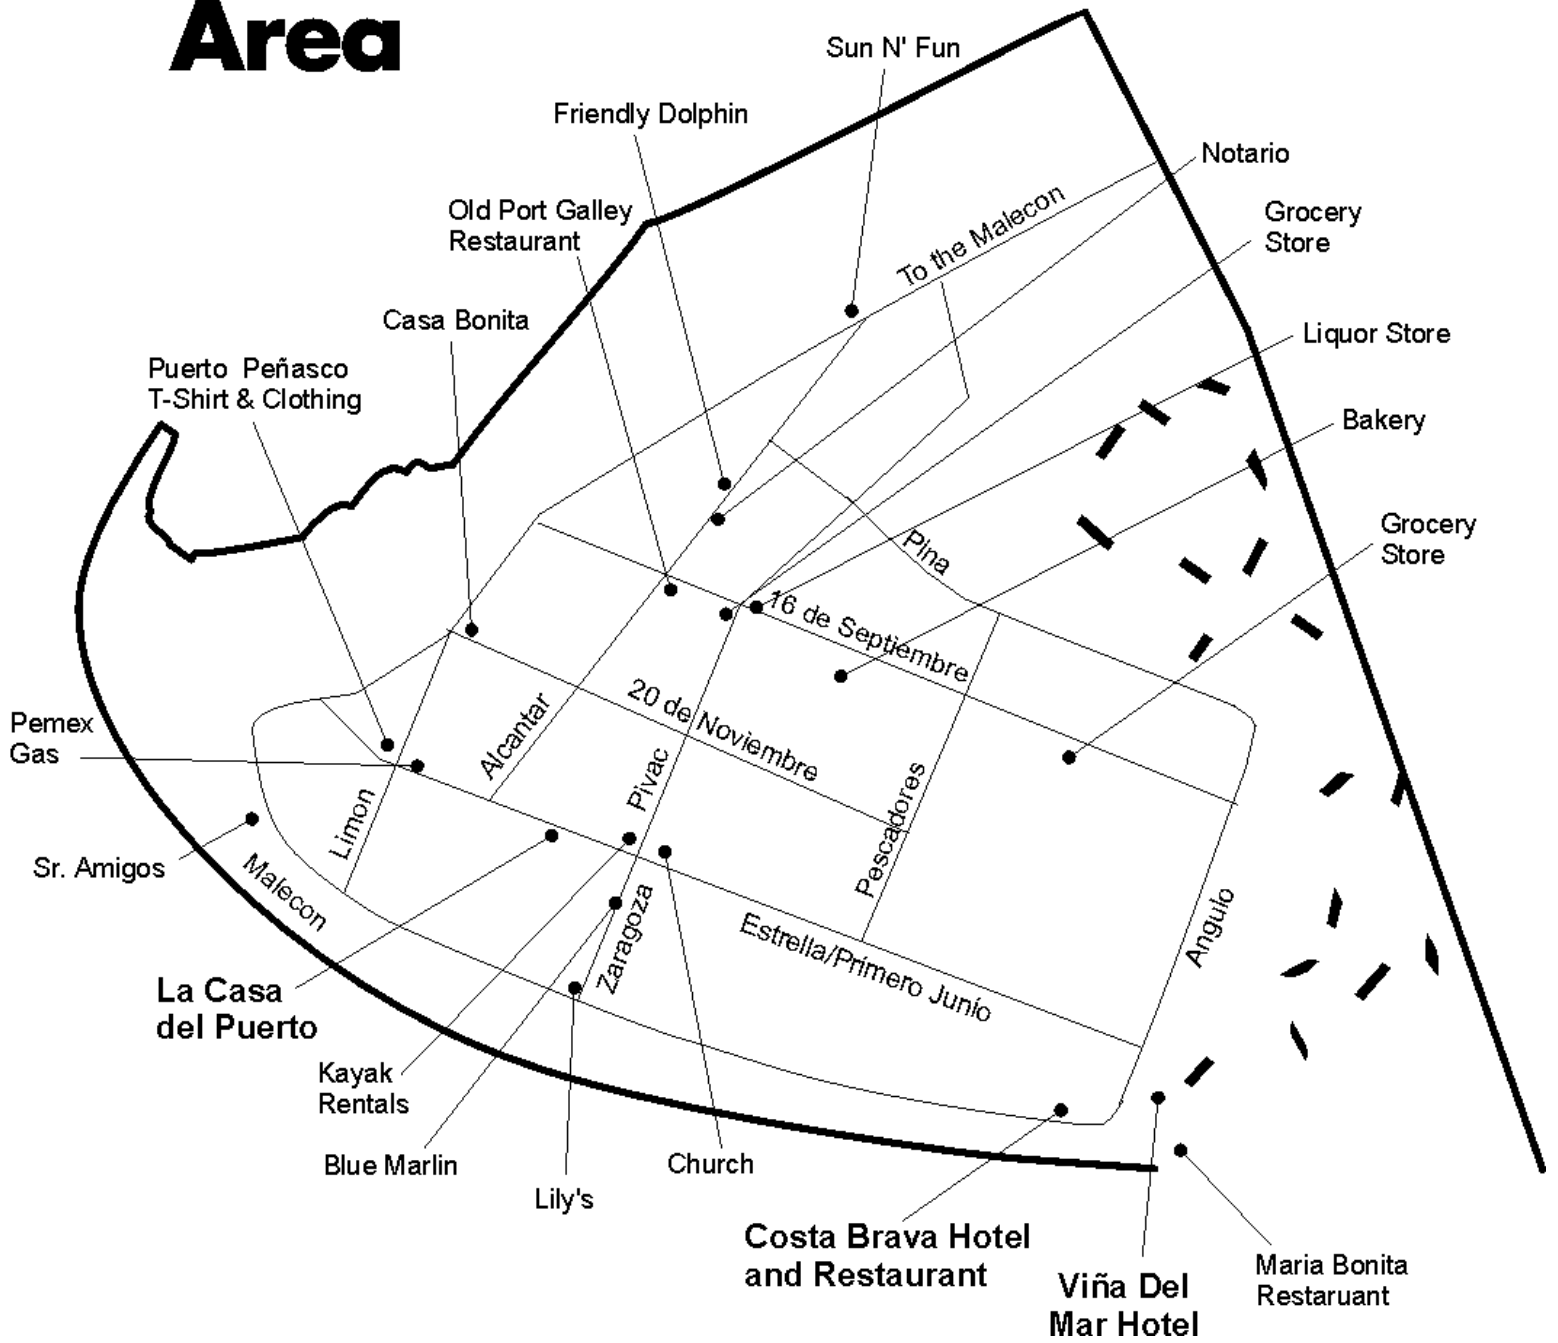 Area
Sun N' Fun
Friendly Dolphin
Notario
Old Port Galley
Restaurant
To the Malecon
Grocery
Store
Casa Bonita
Liquor Store
Puerto Peñasco
T-Shirt & Clothing
Bakery
Grocery
Store
Pina
16 de Septiembre
20 de Noviembre
Pemex
Gas
Alcantar
Pivac
Limon
Pescadores
Sr. Amigos
Malecon
Zaragoza
Estrella/Primero Junío
Angulo
La Casa
del Puerto
Kayak
Rentals
Blue Marlin
Lily's
Church
Costa Brava Hotel
and Restaurant
Viña Del
Mar Hotel
Maria Bonita
Restaruant